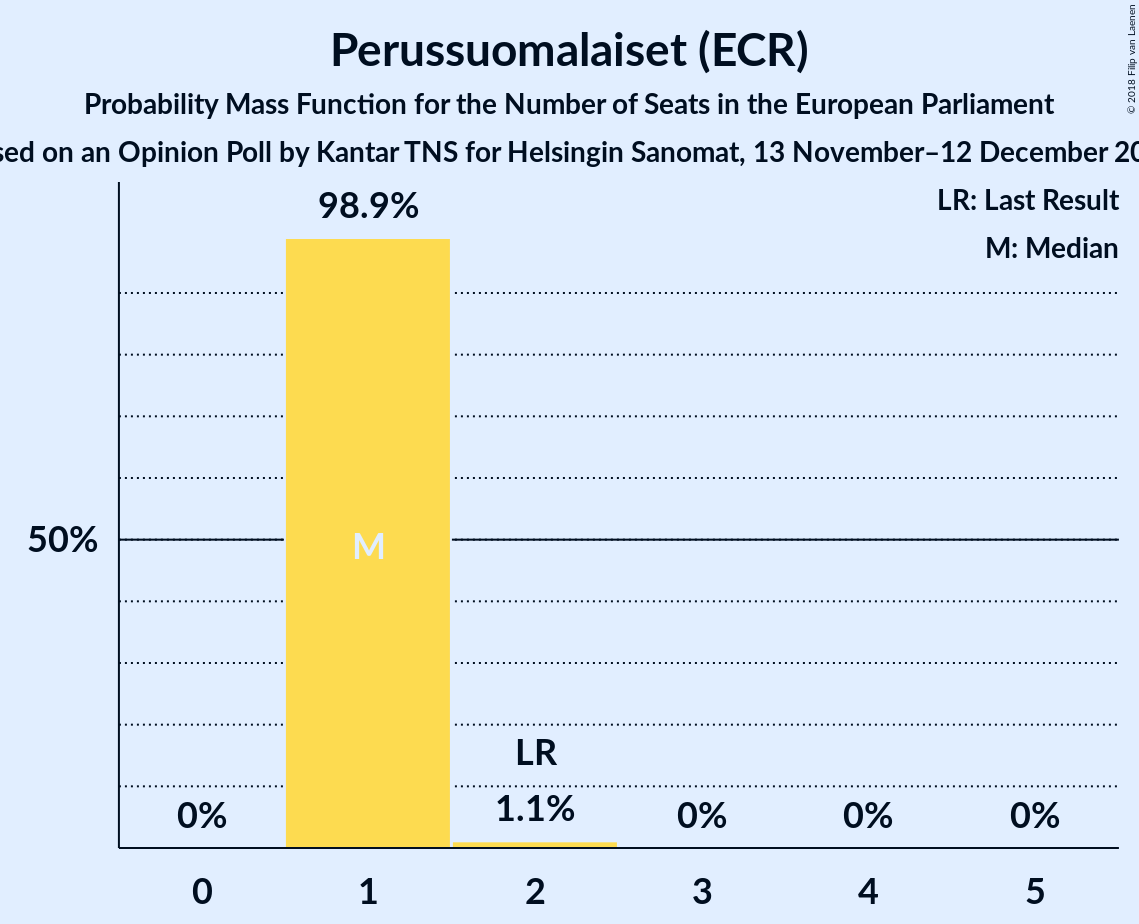 Perussuomalaiset (ECR)
Probability Mass Function for the Number of Seats in the European Parliament
on an Opinion Poll by Kantar TNS for Helsingin Sanomat, 13 November–12 December
© 2018 Filip van Laenen
LR: Last Result
M: Median
98.9%
50%
M
LR
0%
1.1%
0%
0%
0%
0
1
2
3
4
5